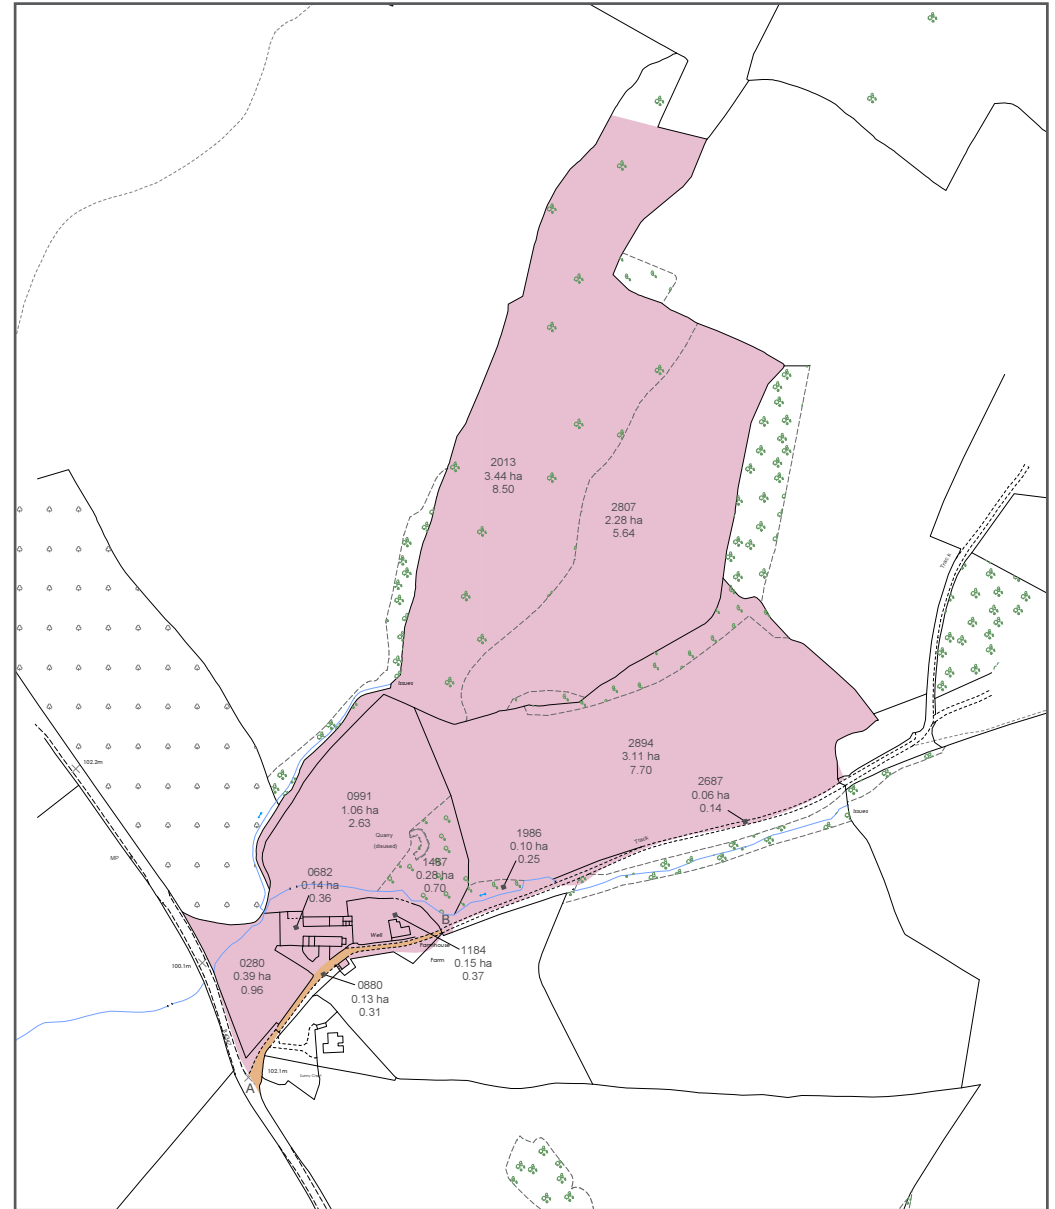 2013
3.44 ha
8.50
2807
2.28 ha
5.64
Track
Issues
2894
3.11 ha
7.70
102.2m
2687
0.06 ha
0.14
0991
1.06 ha
2.63
Issues
Quarry
(disused)
Track
1986
0.10 ha
0.25
MP
1487
0.28 ha
0.70
0682
0.14 ha
0.36
B
Well
Farmhouse
1184
0.15 ha
0.37
Farm
100.1m
0280
0.39 ha
0.96
0880
0.13 ha
0.31
102.1m
A